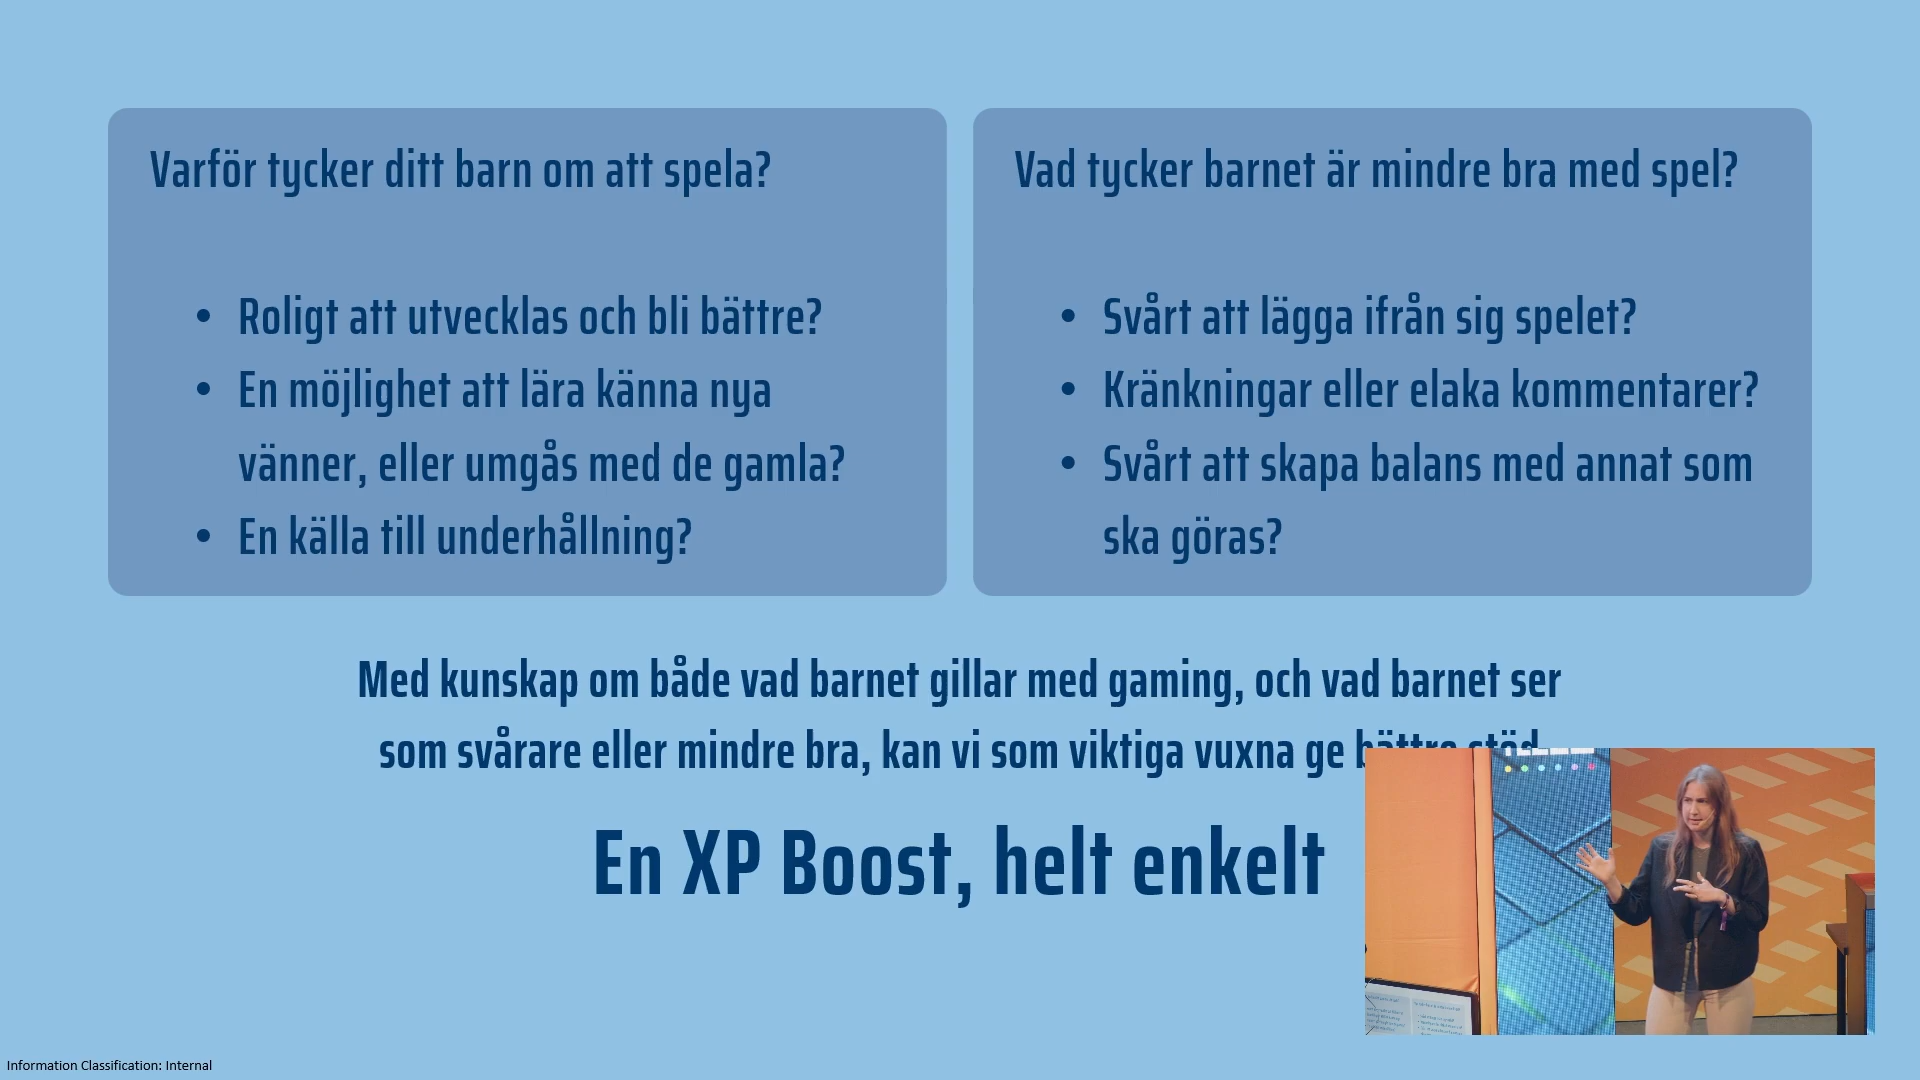 Varför tycker ditt barn om att spela?
• Roligt att utvecklas och bli bättre?
• En möjlighet att lära känna nya
vänner, eller umgås med de gamla?
• En källa till underhållning?
Vad tycker barnet är mindre bra med spel?
• Svårt att lägga ifrån sig spelet?
• Kränkningar eller elaka kommentarer?
• Svårt att skapa balans med annat som
ska göras?
Med kunskap om både vad barnet gillar med gaming, och vad barnet ser
som svårare eller mindre bra, kan vi som viktiga vuxna ge bättre stöd
En XP Boost, helt enkelt
Information Classification: Internal